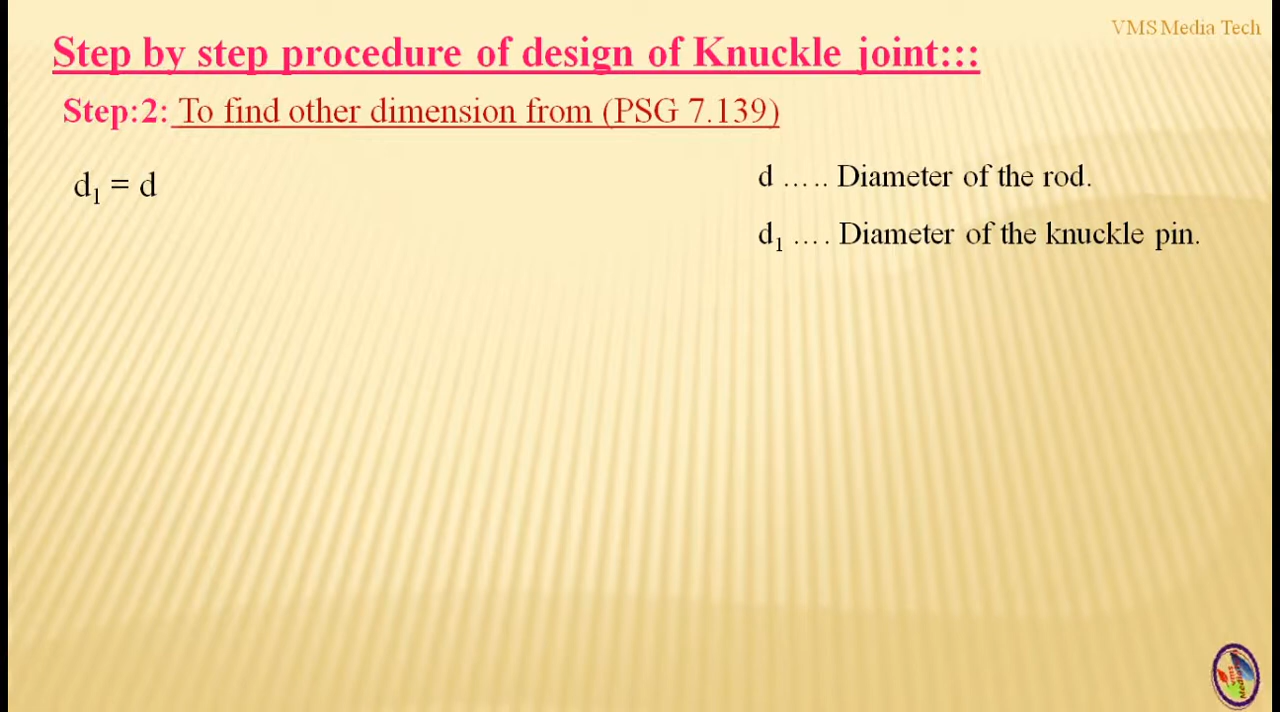 VMS Media Tech
Step by step procedure of design of Knuckle joint:::
Step:2: To find other dimension from (PSG 7.139)
d₁ = d
d ….. Diameter of the rod.
d₁ …. Diameter of the knuckle pin.